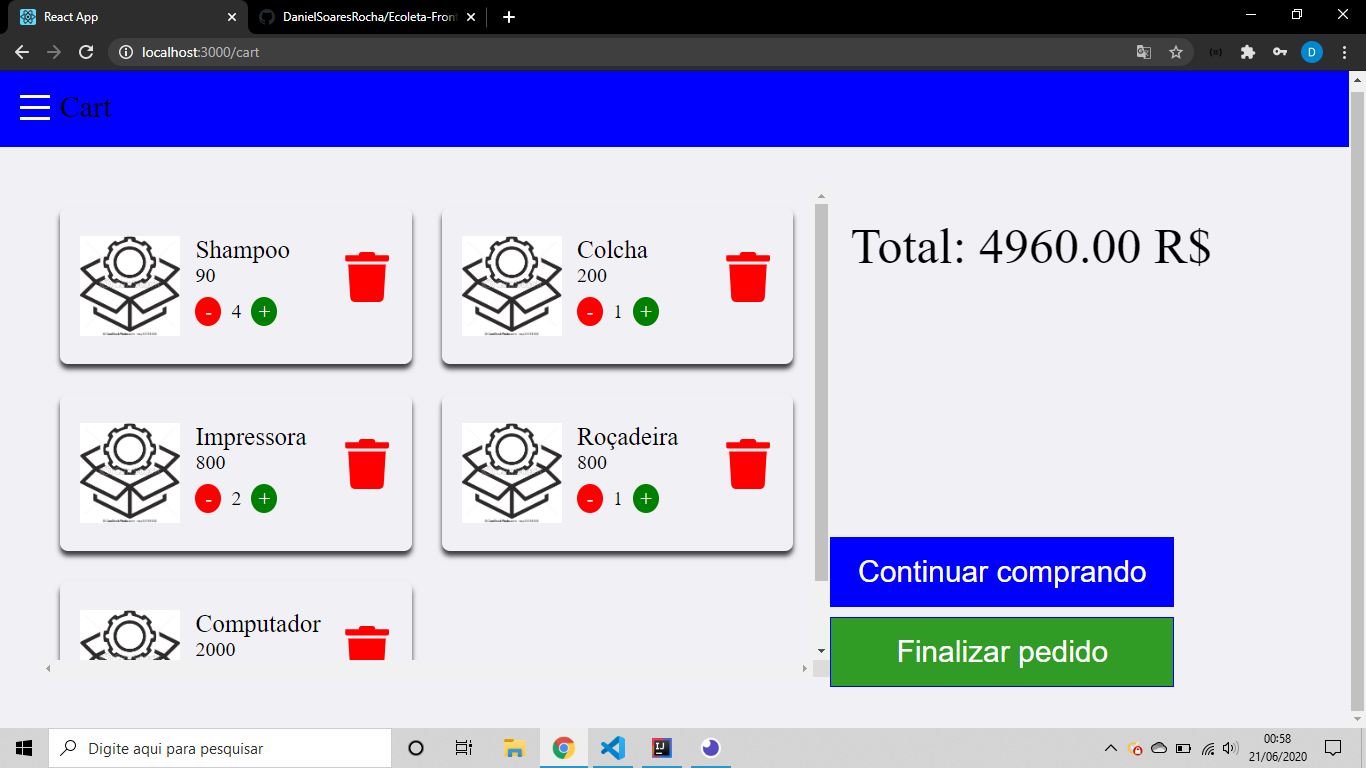 React App
DanielSoaresRocha/Ecoleta-Fron
localhost:3000/cart
D
Cart
Shampoo
90
- 4 +
Colcha
200
- 1 +
Impressora
800
- 2 +
Roçadeira
800
- 1 +
Computador
2000
Total: 4960.00 R$
Continuar comprando
Finalizar pedido
Digite aqui para pesquisar
IJ
00:58
21/06/2020